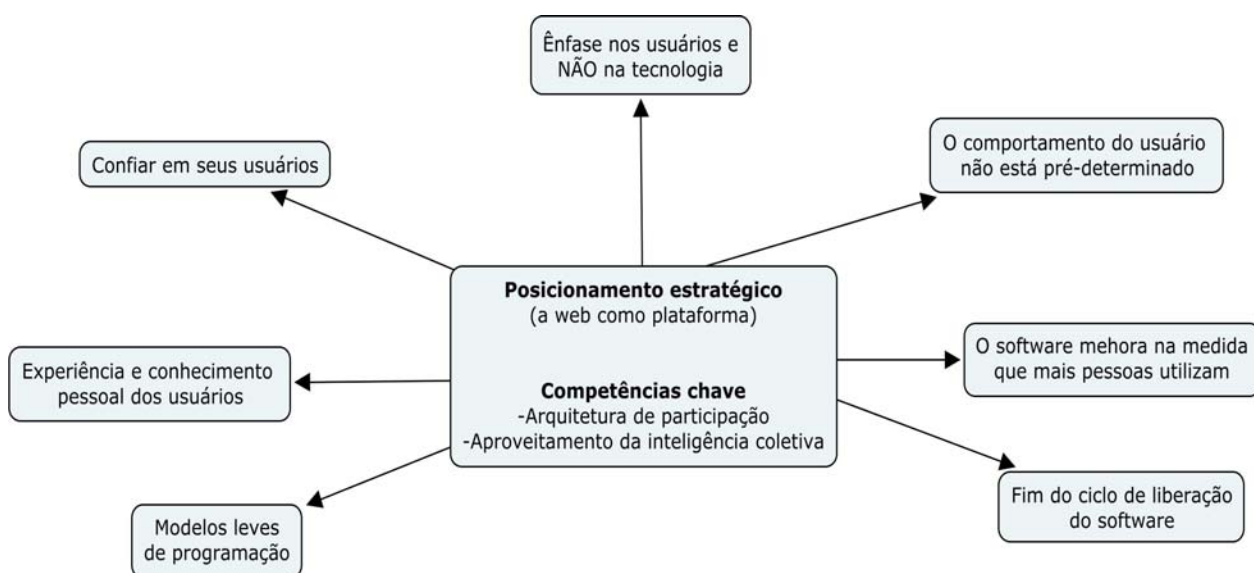 Ênfase nos usuários e
NÃO na tecnologia
Confiar em seus usuários
O comportamento do usuário
não está pré-determinado
Posicionamento estratégico
(a web como plataforma)
Competências chave
-Arquitetura de participação
-Aproveitamento da inteligência coletiva
Experiência e conhecimento
pessoal dos usuários
O software mehora na medida
que mais pessoas utilizam
Modelos leves
de programação
Fim do ciclo de liberação
do software